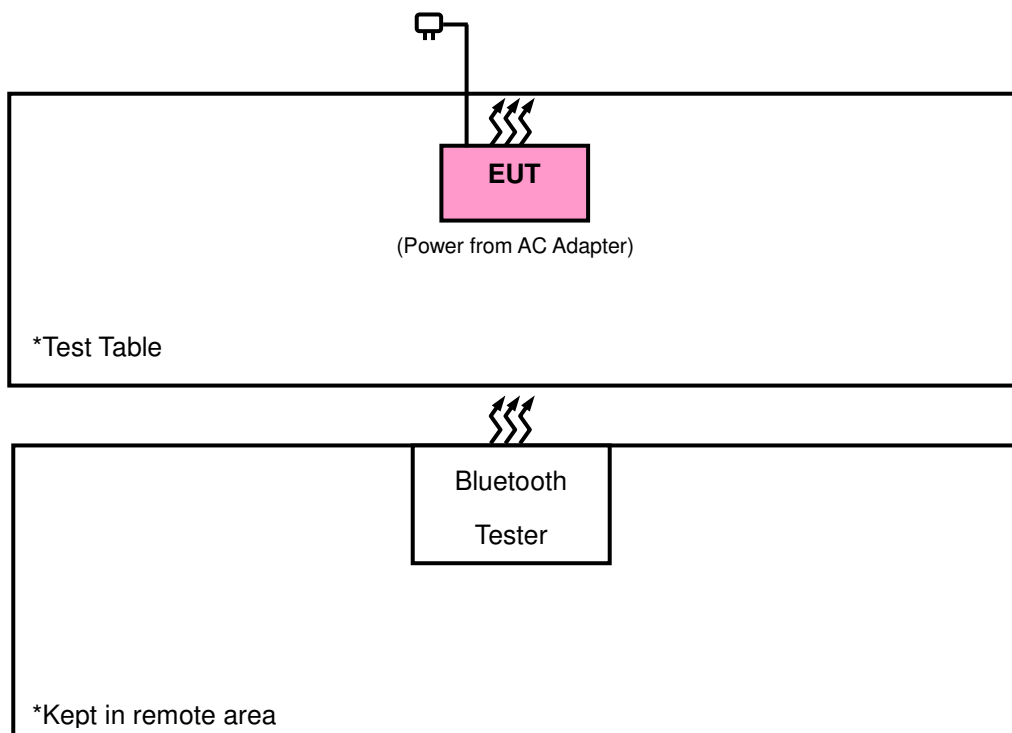 EUT
(Power from AC Adapter)
*Test Table
Bluetooth
Tester
*Kept in remote area